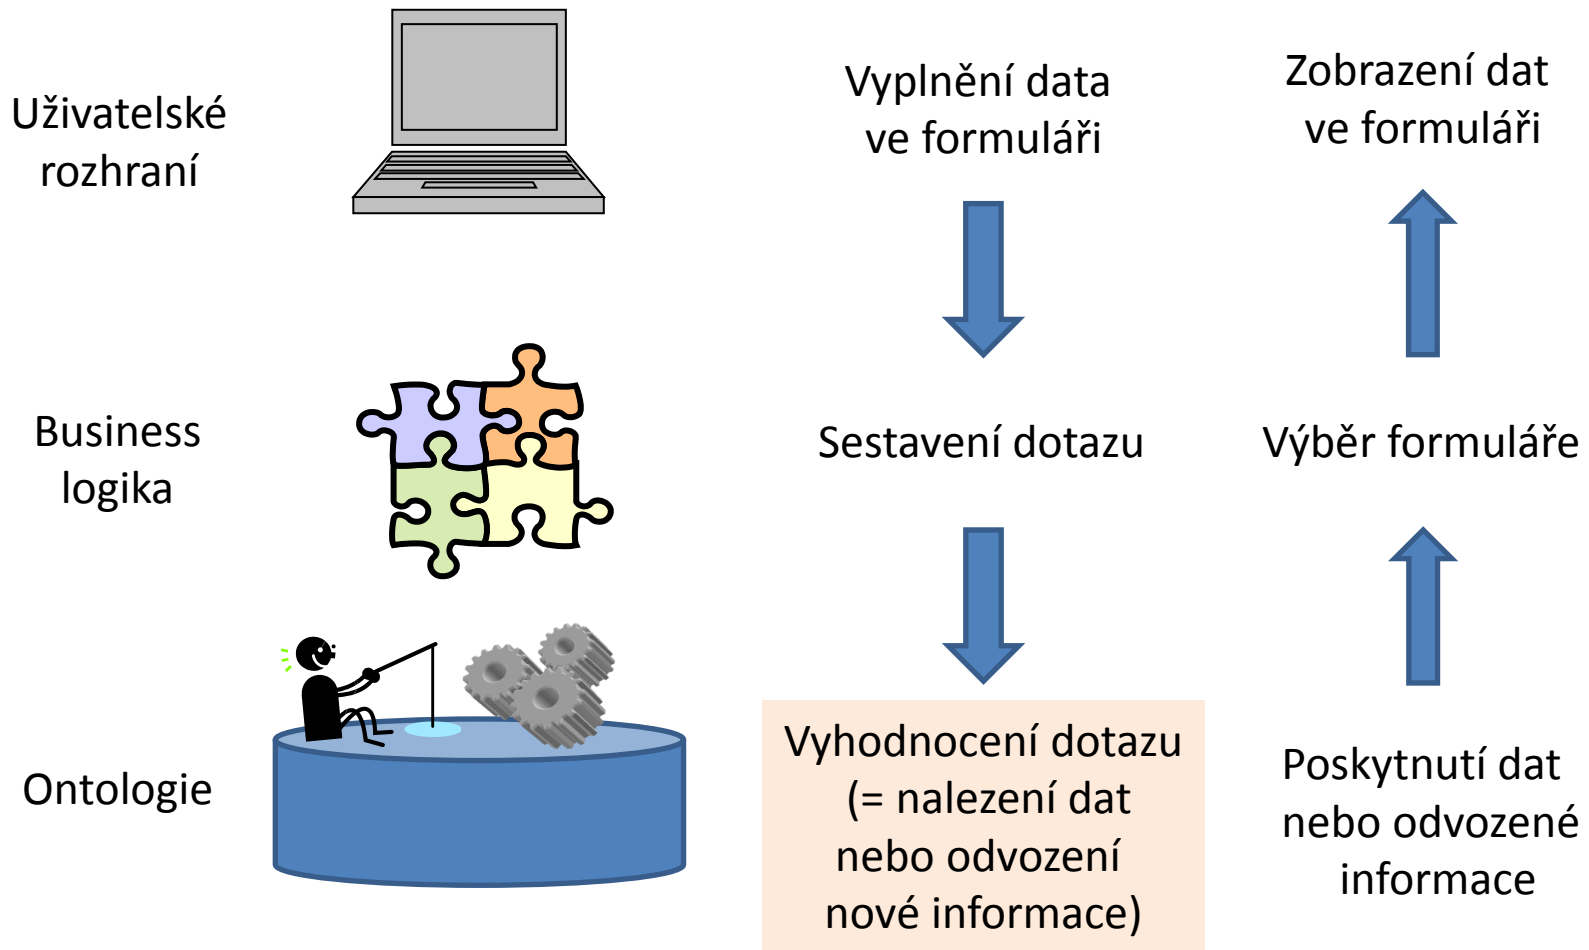 Uživatelské
rozhraní
Vyplnění data
ve formuláři
Zobrazení dat
ve formuláři
Business
logika
Sestavení dotazu
Výběr formuláře
Ontologie
Vyhodnocení dotazu
(= nalezení dat
nebo odvození
nové informace)
Poskytnutí dat
nebo odvozené
informace